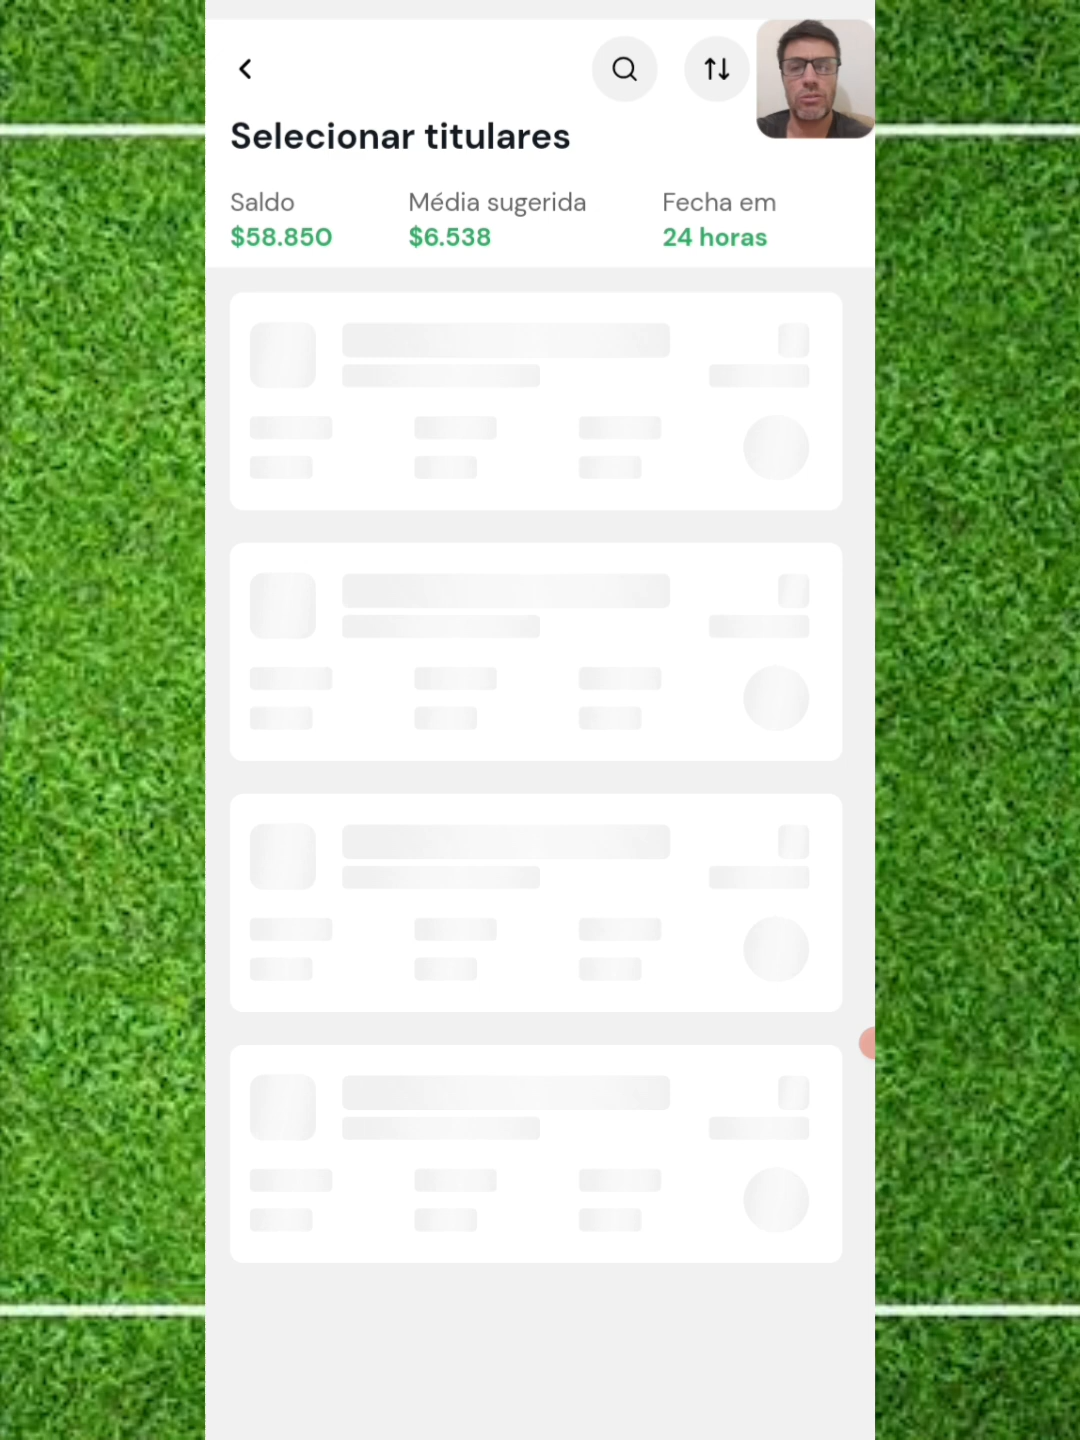 Selecionar titulares
Saldo
Média sugerida
Fecha em
$58.850
$6.538
24 horas